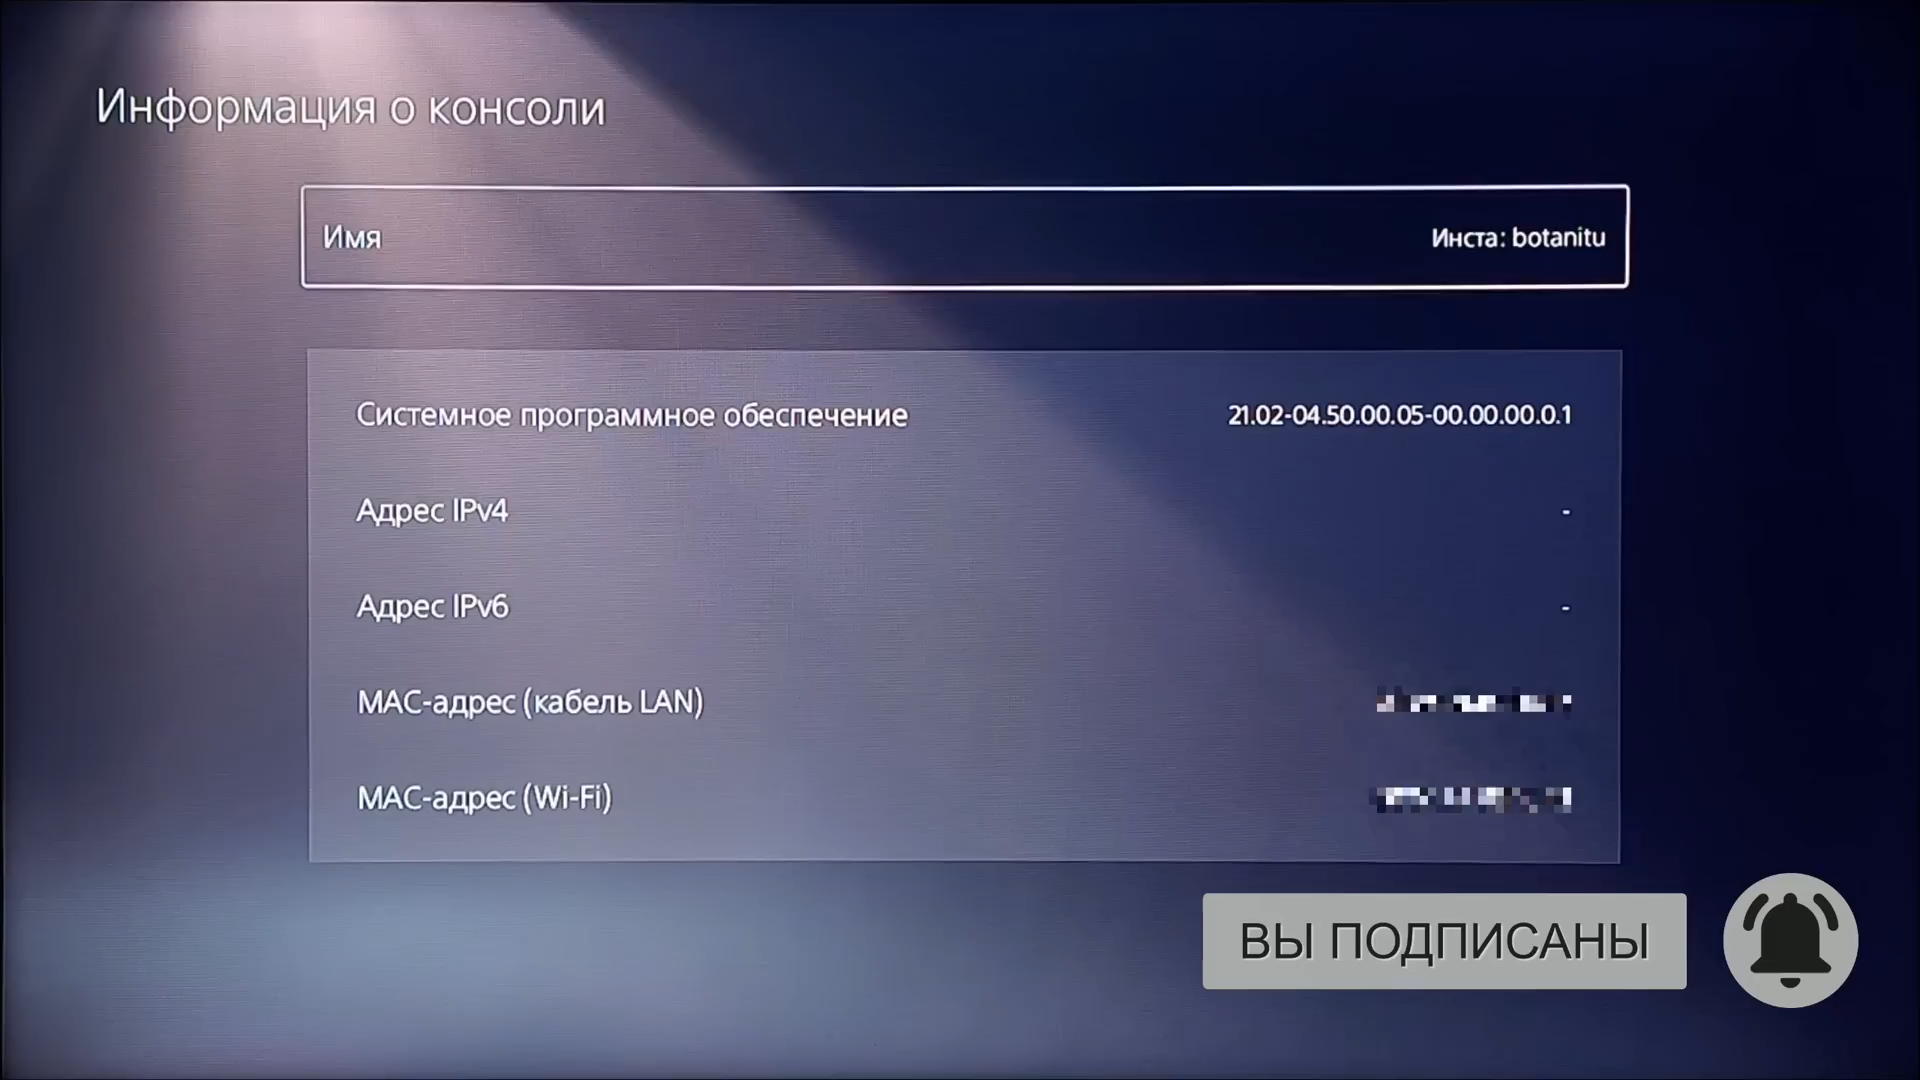 Информация о консоли
Имя
Инста: botanitu
Системное программное обеспечение
21.02-04.50.00.05-00.00.00.0.1
Адрес IPv4
-
Адрес IPv6
-
MAC-адрес (кабель LAN)
MAC-адрес (Wi-Fi)
ВЫ ПОДПИСАНЫ